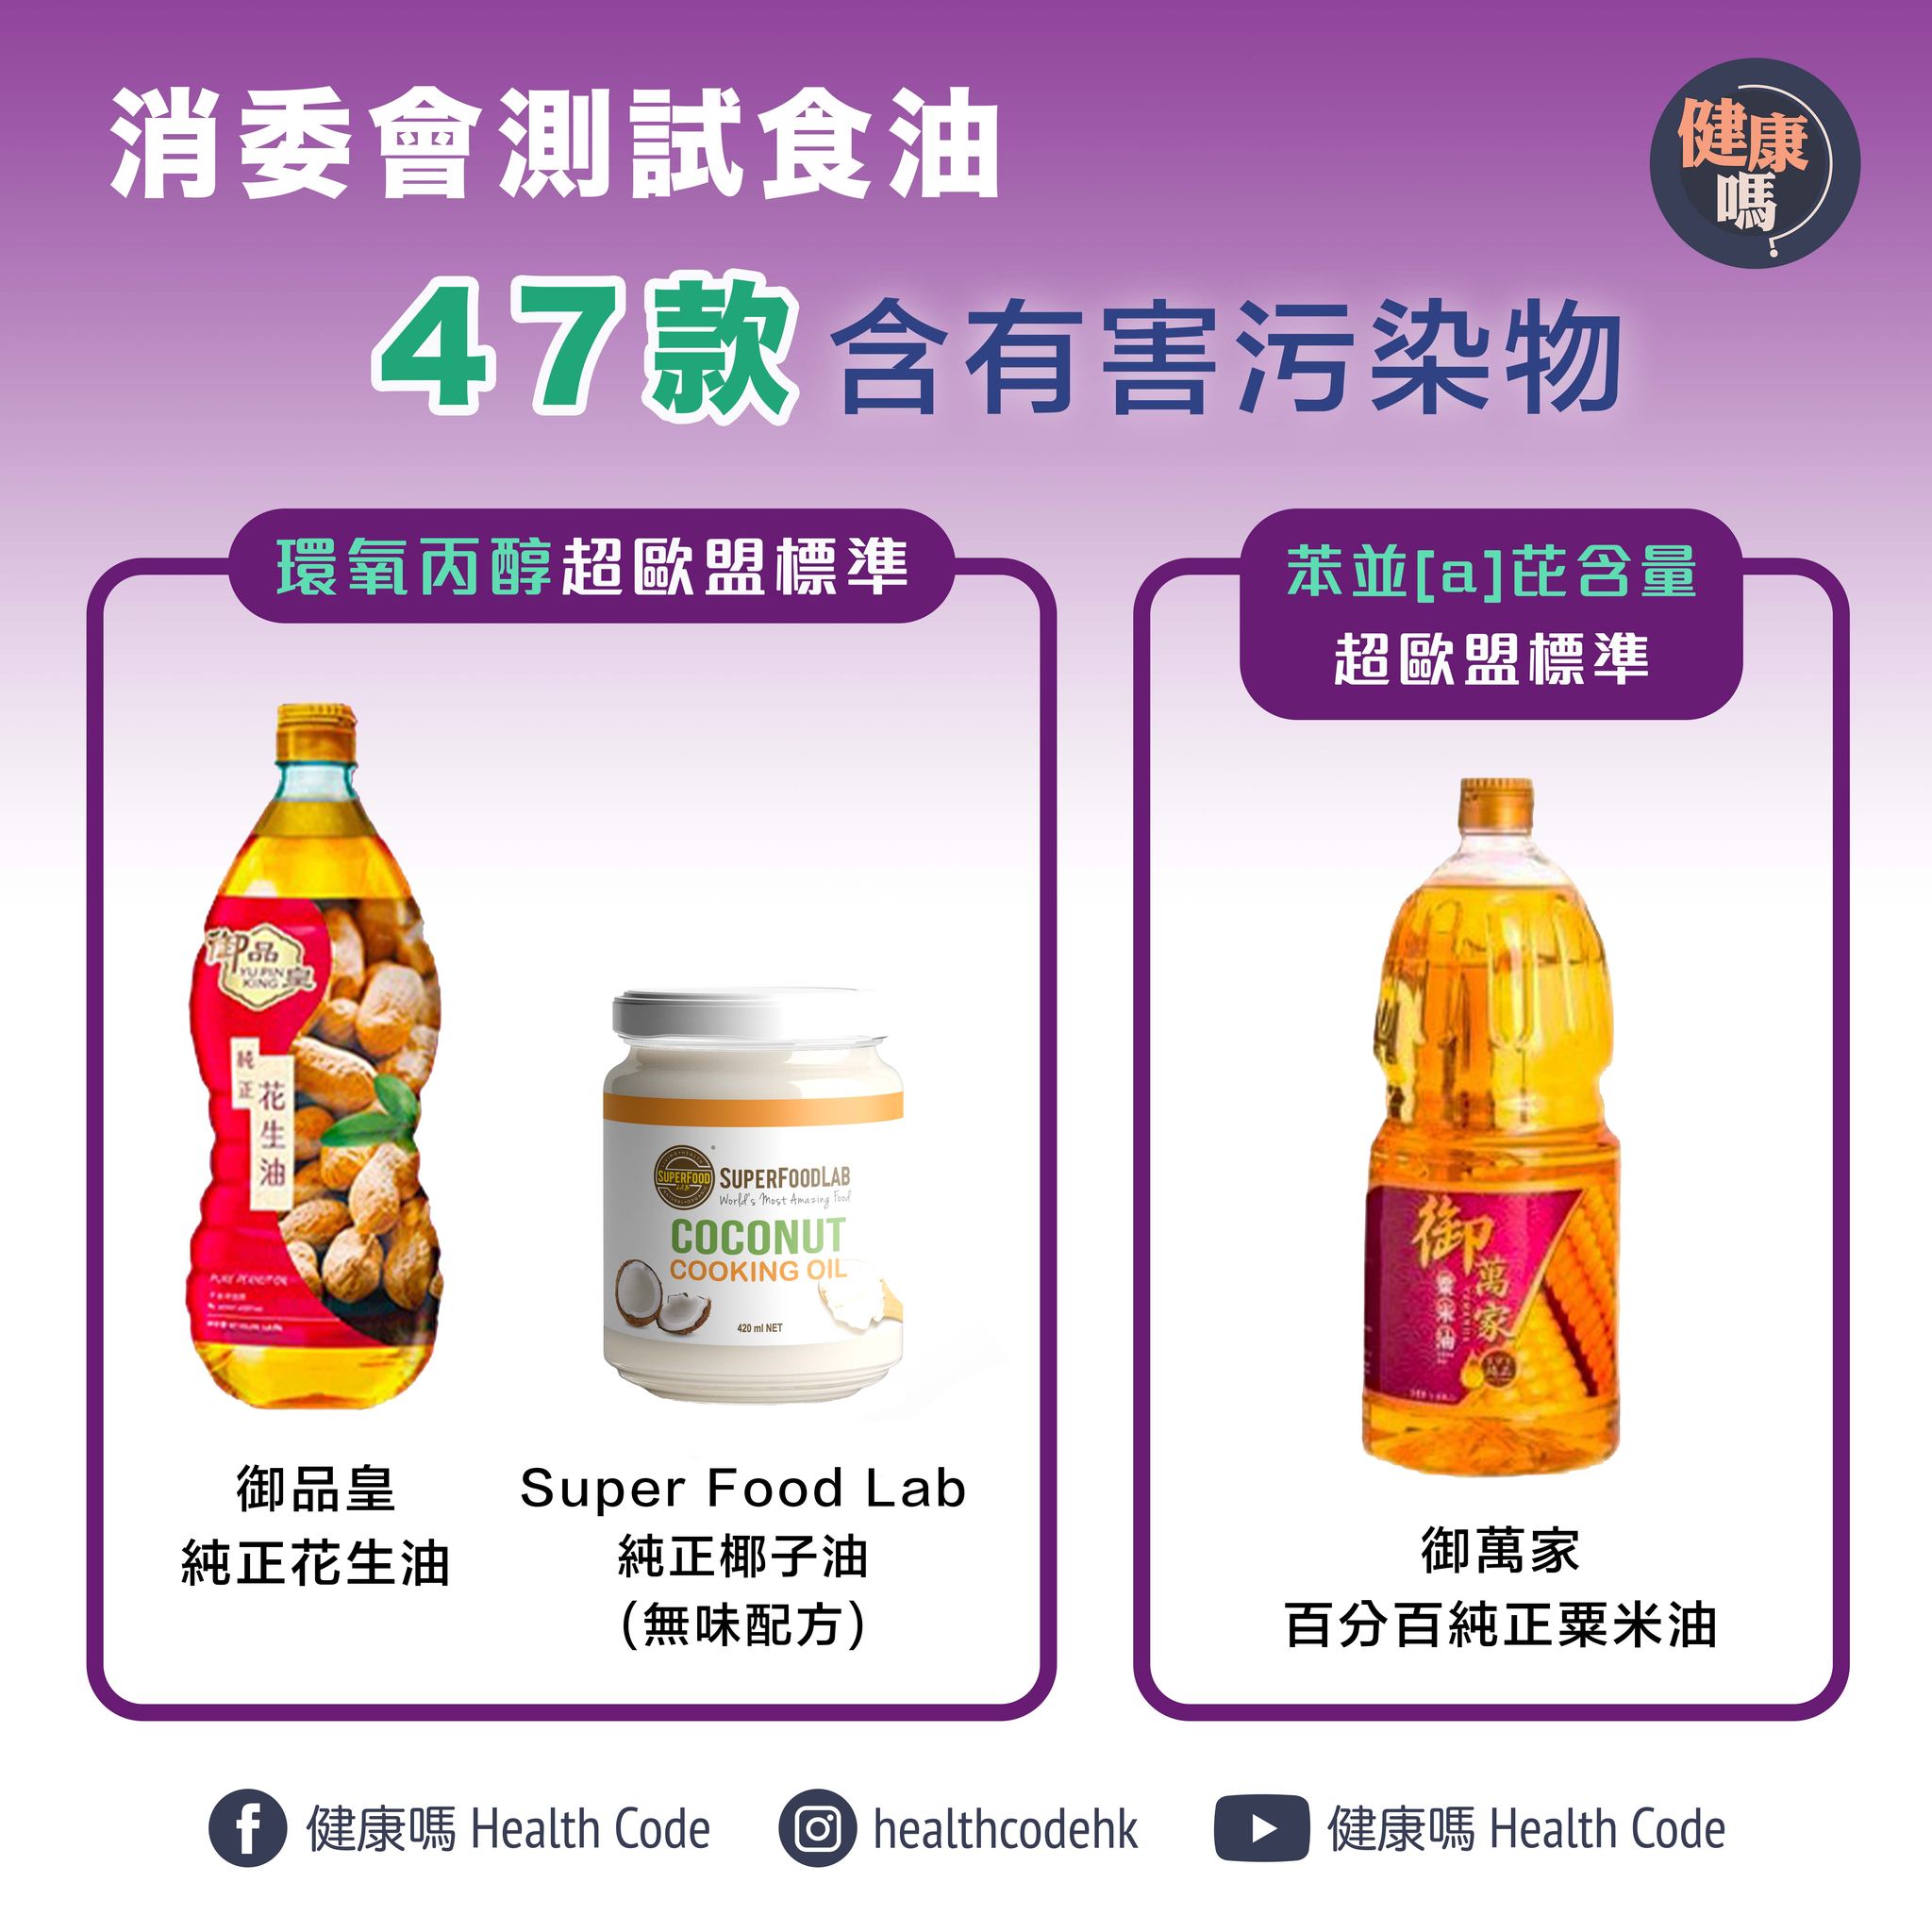 消委會測試食油
健康
嗎?
47款含有害污染物
環氧丙醇超歐盟標準
御品皇
YU PIN
KING
純正
花生油
PURE PEANUT OIL
SUPERFOOD
LAB
SUPERFOODLAB
World's Most Amazing Food
COCONUT
COOKING OIL
420 ml NET
御品皇
純正花生油
Super Food Lab
純正椰子油
(無味配方)
苯並[a]芘含量
超歐盟標準
御萬家
粟米油
御萬家
百分百純正粟米油
健康嗎 Health Code
healthcodehk
健康嗎 Health Code